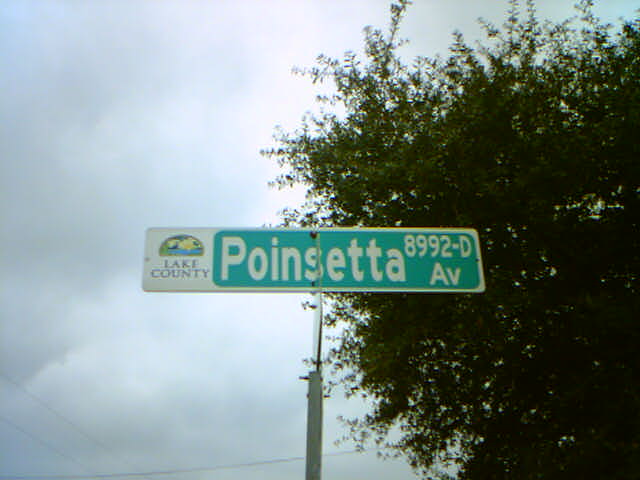 LAKE
COUNTY
Poinsetta
8992-D
Av